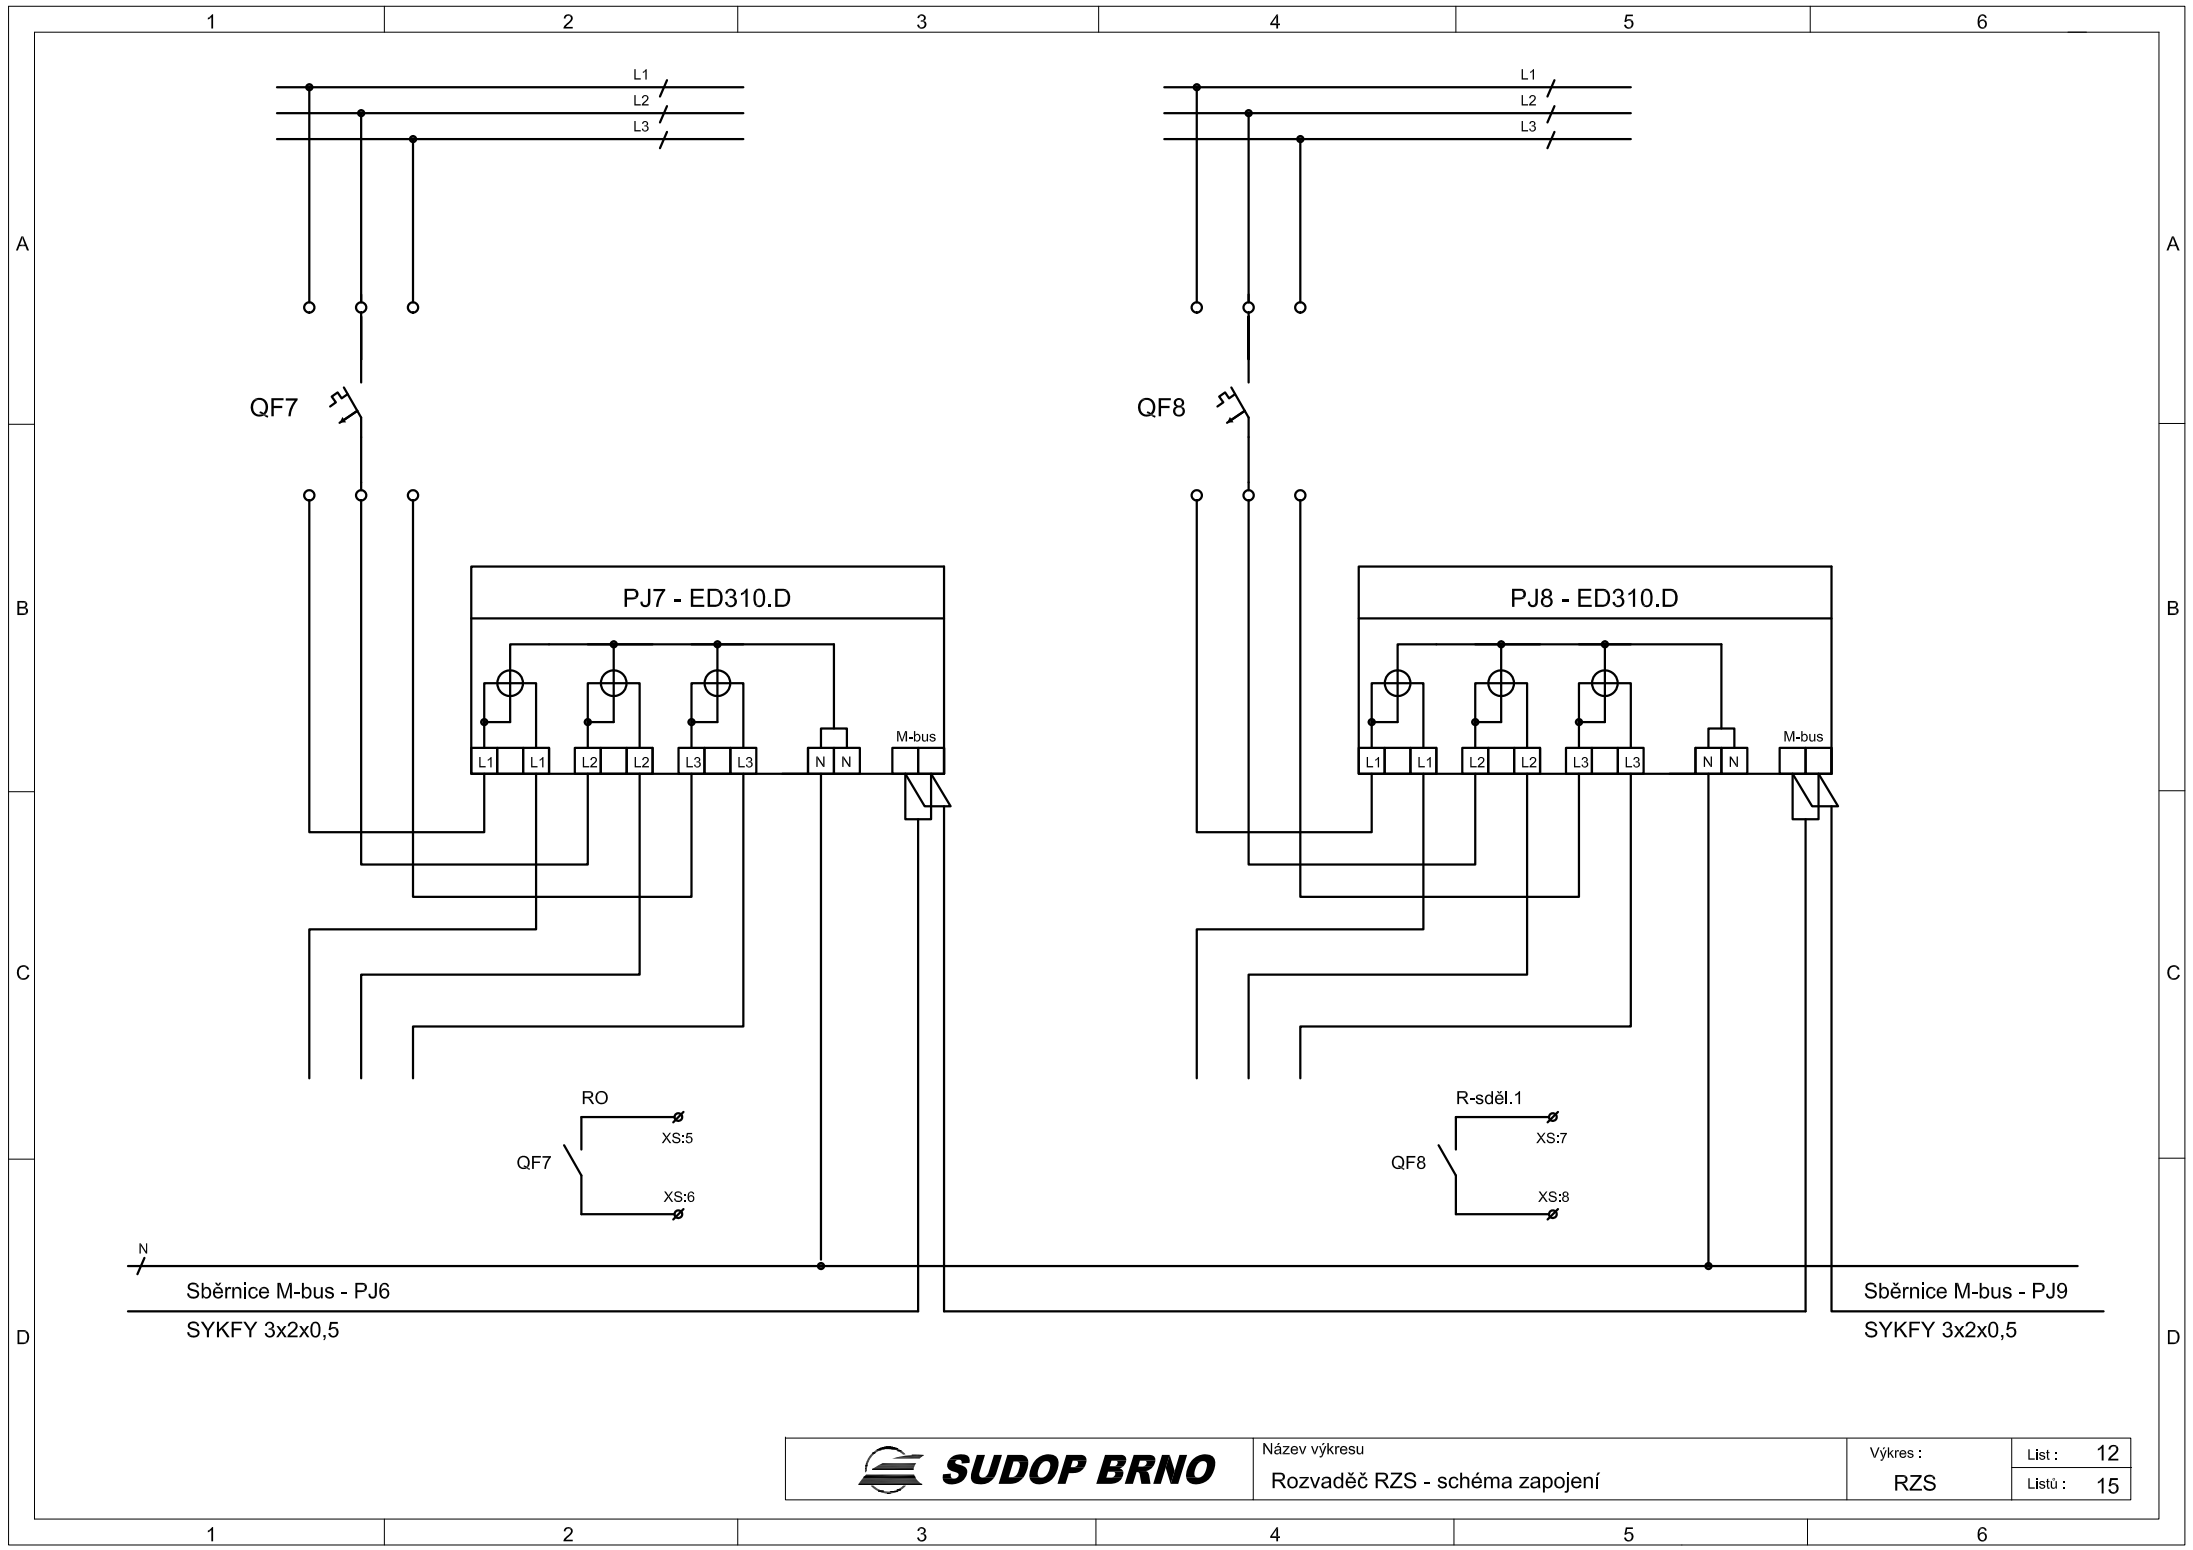 1 2 3 4 5 6
L1 L1
L2 L2
L3 L3
A A
QF7 QF8
B B
PJ7 - ED310.D PJ8 - ED310.D
M-bus M-bus
L1 L1 L2 L2 L3 L3 N N L1 L1 L2 L2 L3 L3 N N
C C
RO R-sděl.1
XS:5 XS:7
QF7 QF8
XS:6 XS:8
N
Sběrnice M-bus - PJ6 Sběrnice M-bus - PJ9
SYKFY 3x2x0,5 SYKFY 3x2x0,5
D D
SUDOP BRNO
Název výkresu
Rozvaděč RZS - schéma zapojení
Výkres :
RZS
List : 12
Listů : 15
1 2 3 4 5 6